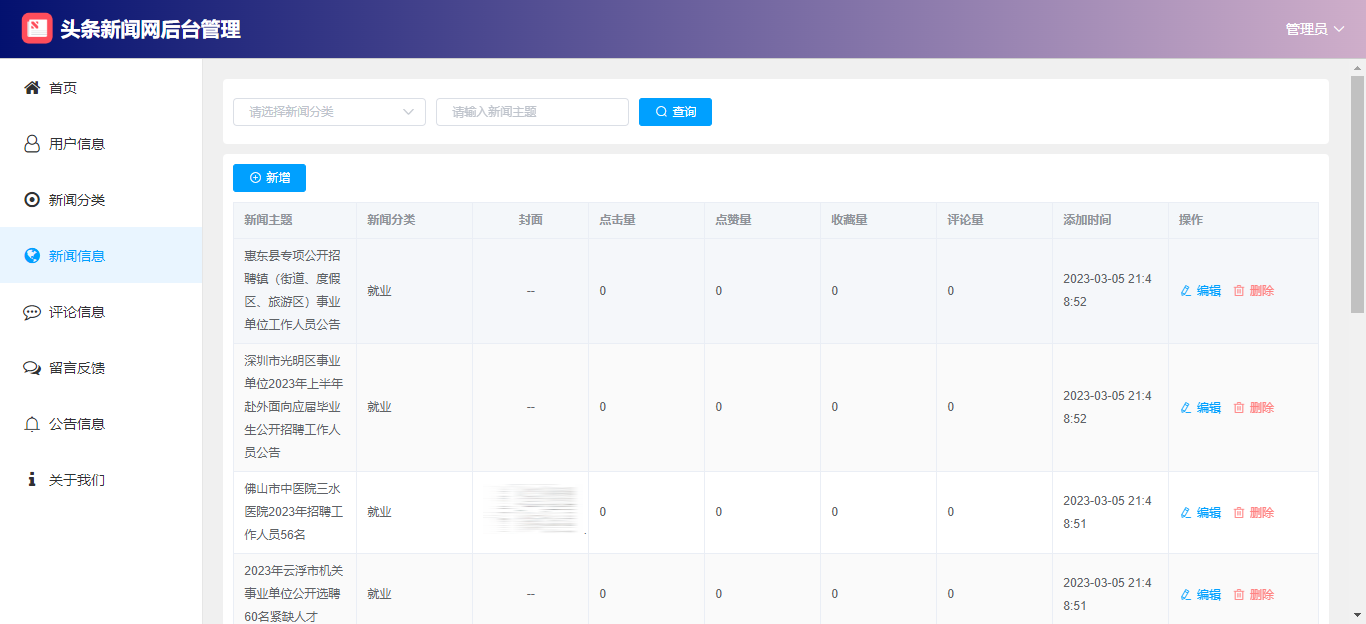 头条新闻网后台管理
管理员
首页
用户信息
新闻分类
新闻信息
评论信息
留言反馈
公告信息
关于我们
请选择新闻分类
请输入新闻主题
查询
新增
新闻主题 新闻分类 封面 点击量 点赞量 收藏量 评论量 添加时间 操作
惠东县专项公开招
聘镇（街道、度假
区、旅游区）事业
单位工作人员公告
就业 -- 0 0 0 0
2023-03-05 21:4
8:52
编辑 删除
深圳市光明区事业
单位2023年上半年
赴外面向应届毕业
生公开招聘工作人
员公告
就业 -- 0 0 0 0
2023-03-05 21:4
8:52
编辑 删除
佛山市中医院三水
医院2023年招聘工
作人员56名
就业 0 0 0 0
2023-03-05 21:4
8:51
编辑 删除
2023年云浮市机关
事业单位公开选聘
60名紧缺人才
就业 -- 0 0 0 0
2023-03-05 21:4
8:51
编辑 删除